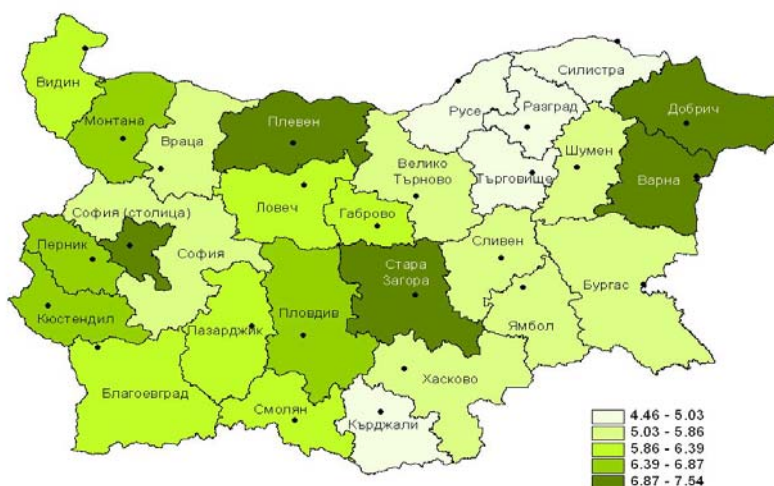 Видин
Монтана
Враца
Плевен
Русе
Силистра
Разград
Добрич
Велико
Търново
Търговище
Шумен
Варна
Ловеч
Габрово
София (столица)
София
Перник
Кюстендил
Пазарджик
Пловдив
Стара
Загора
Сливен
Ямбол
Бургас
Благоевград
Смолян
Хасково
Кърджали
4.46 - 5.03
5.03 - 5.86
5.86 - 6.39
6.39 - 6.87
6.87 - 7.54